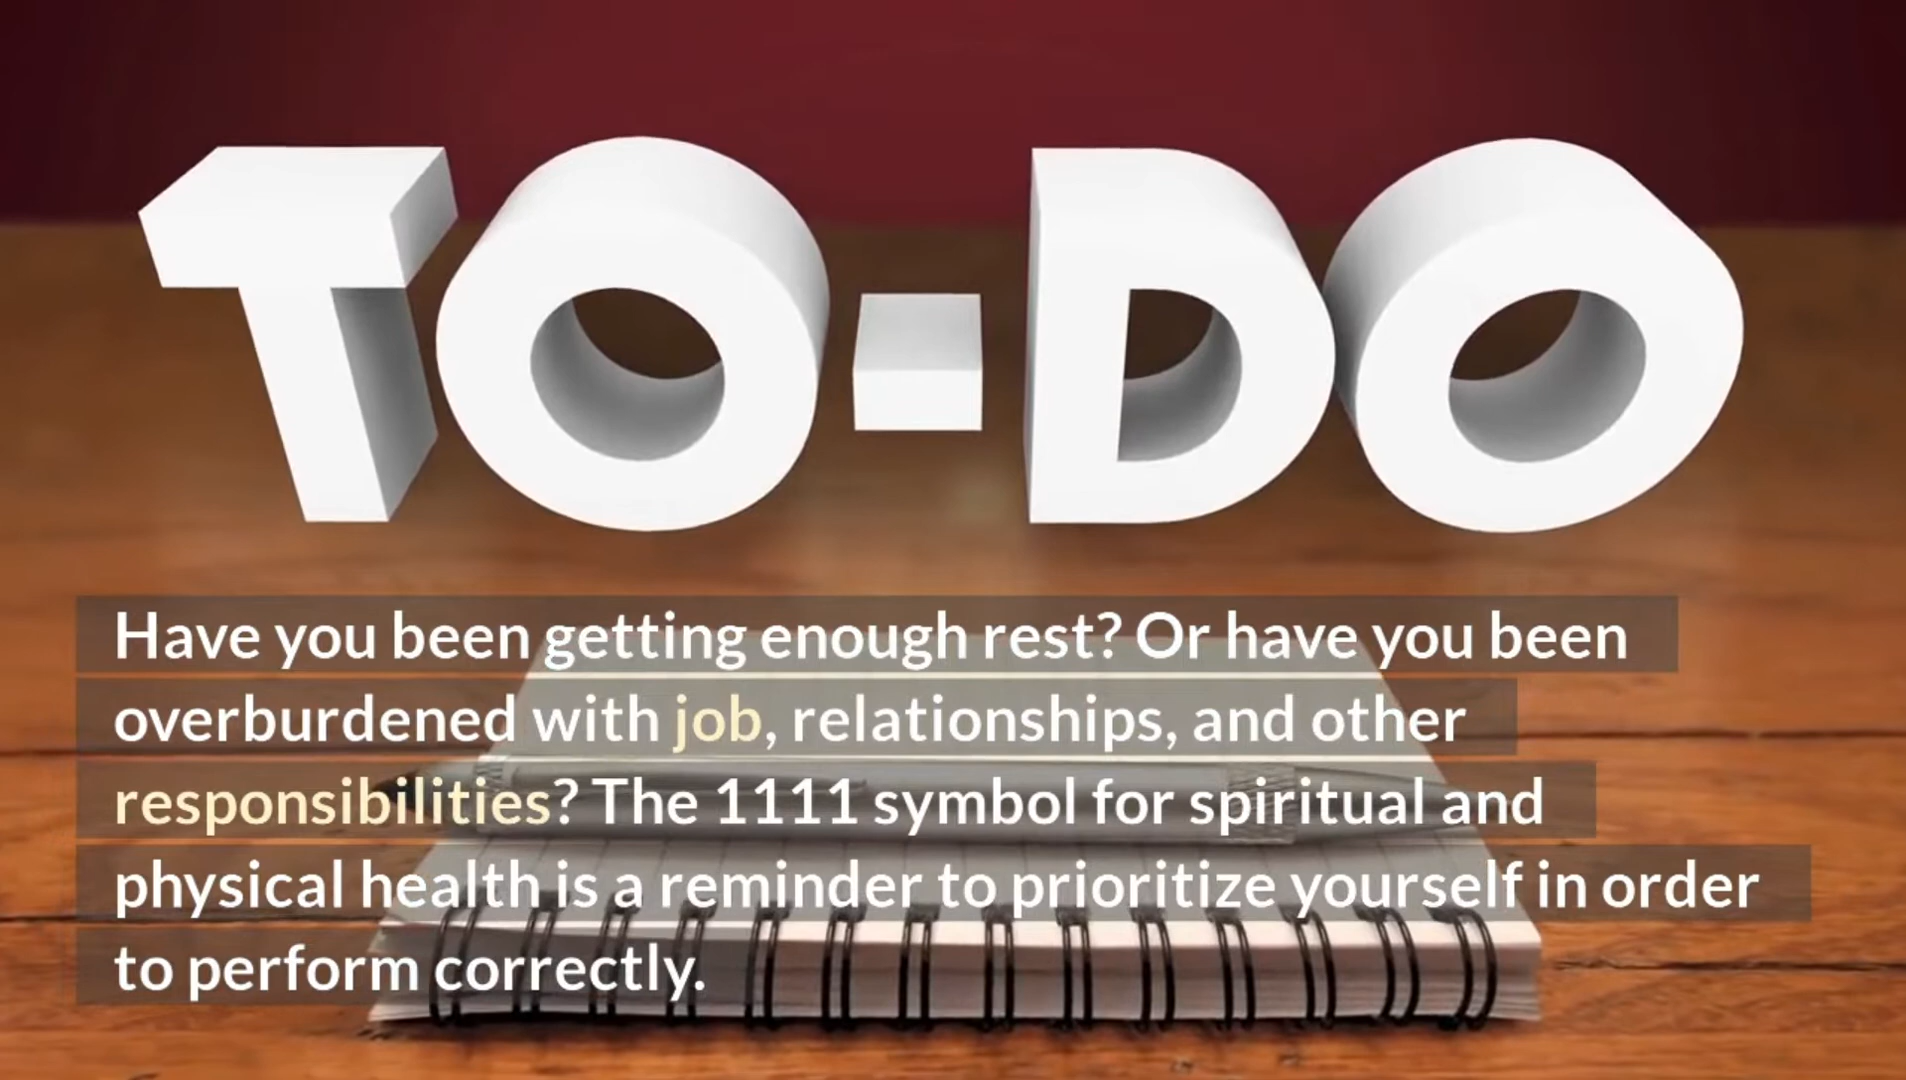 TO-DO
Have you been getting enough rest? Or have you been
overburdened with job, relationships, and other
responsibilities? The 1111 symbol for spiritual and
physical health is a reminder to prioritize yourself in order
to perform correctly.